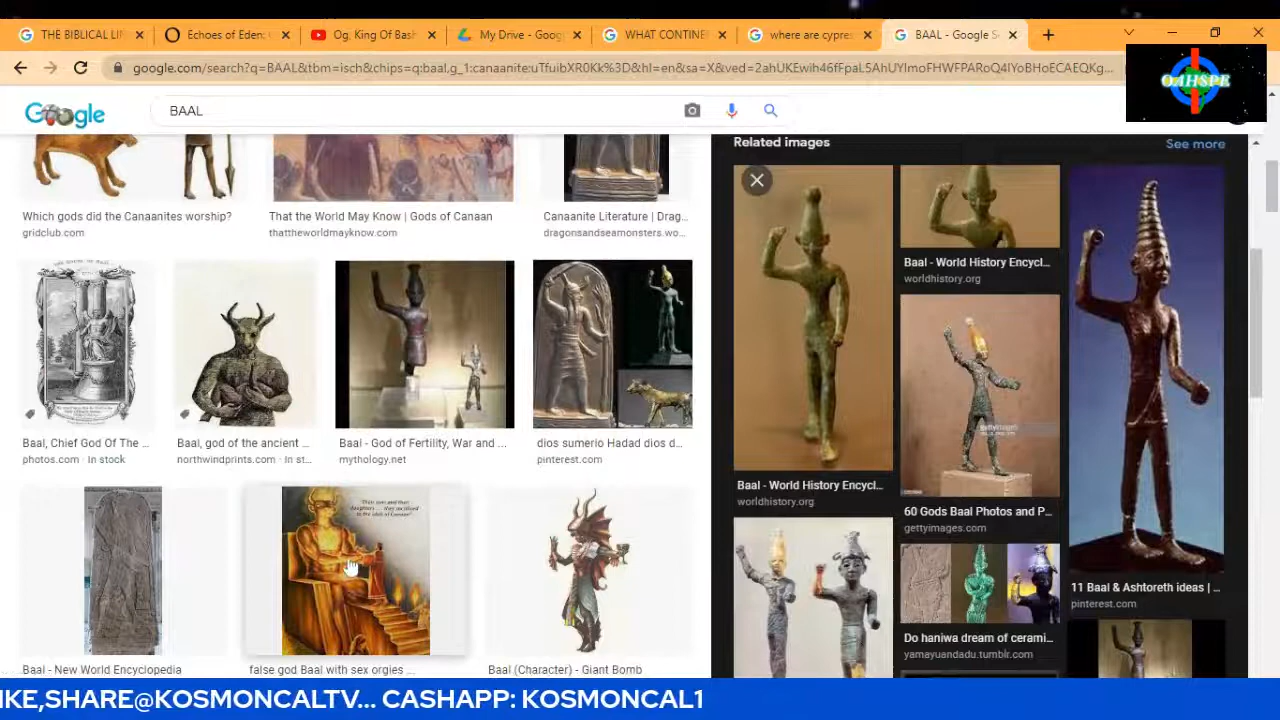 THE BIBLICAL LI
Echoes of Eden:
Og, King Of Bash
My Drive - Goog
WHAT CONTINE
where are cypres
BAAL - Google S
google.com/search?q=BAAL&tbm=isch&chips=q:baal,g_1:canaanite:uTfuibXR0Kk%3D&hl=en&sa=X&ved=2ahUKEwih46fFpaL5AhUYlmoFHWFPARoQ4lYoBHoECAEQKg...
OAHSPE
Google
BAAL
Related images
See more
Which gods did the Canaanites worship?
gridclub.com
That the World May Know | Gods of Canaan
thattheworldmayknow.com
Canaanite Literature | Drag...
dragonsandseamonsters.wo...
Baal - World History Encycl...
worldhistory.org
Baal, Chief God Of The ...
photos.com · In stock
Baal, god of the ancient ...
northwindprints.com · In st...
Baal - God of Fertility, War and ...
mythology.net
dios sumerio Hadad dios d...
pinterest.com
Baal - World History Encycl...
worldhistory.org
gettyimages
60 Gods Baal Photos and P...
gettyimages.com
11 Baal & Ashtoreth ideas | ...
pinterest.com
Do haniwa dream of cerami...
yamayuandadu.tumblr.com
Baal - New World Encyclopedia
false god Baal with sex orgies ...
Baal (Character) - Giant Bomb
IKE,SHARE@KOSMONCALTV... CASHAPP: KOSMONCAL1